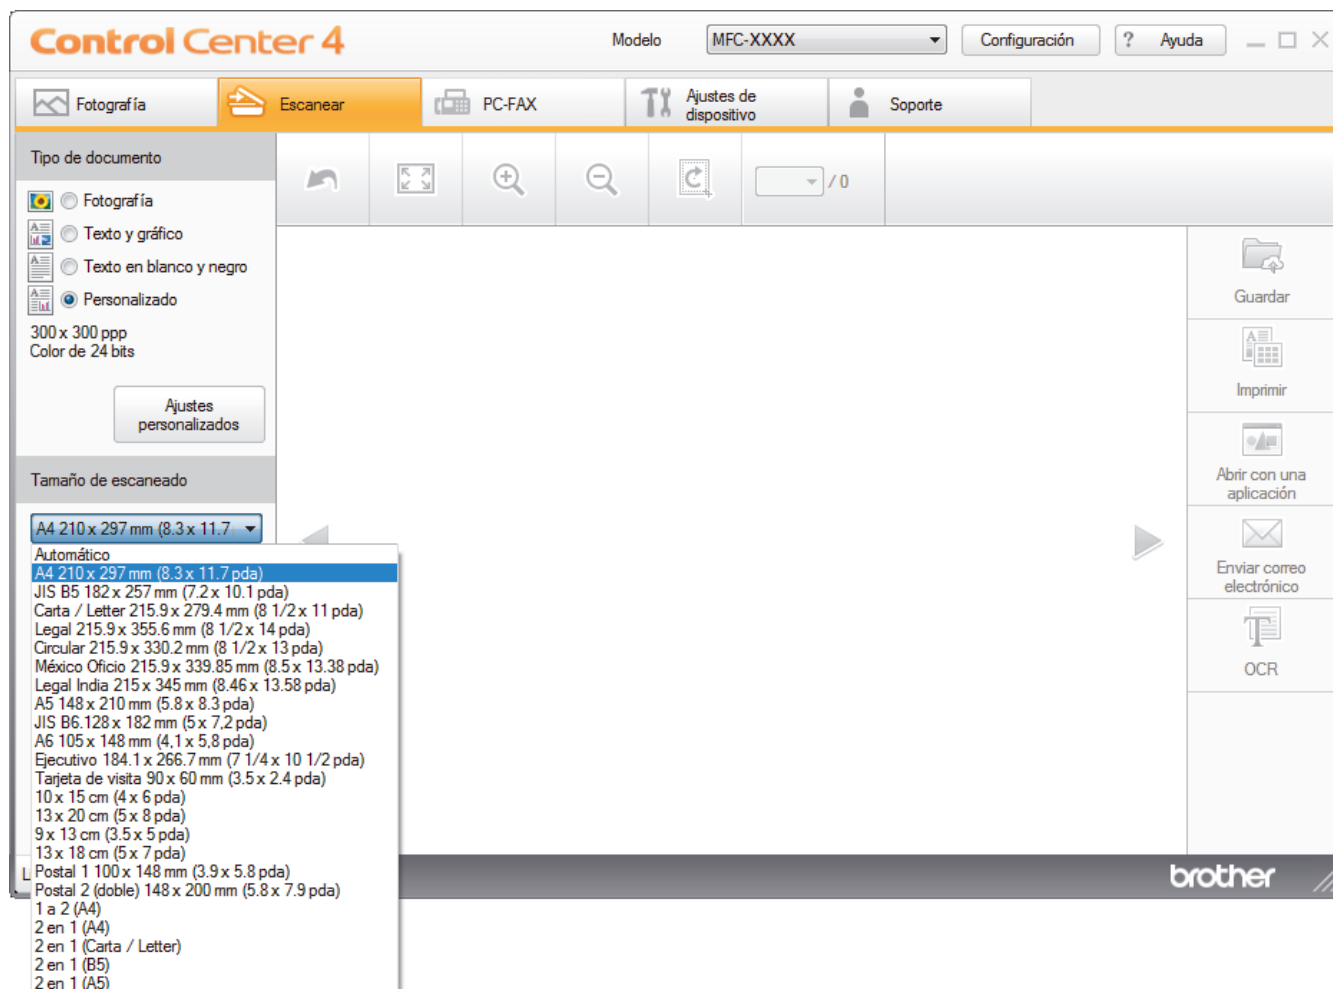 Control Center 4
Modelo
MFC-XXXX
Configuración
? Ayuda
Fotografía
Escanear
PC-FAX
Ajustes de
dispositivo
Soporte
Tipo de documento
/ 0
Fotografía
Texto y gráfico
Texto en blanco y negro
Personalizado
300 x 300 ppp
Color de 24 bits
Ajustes
personalizados
Tamaño de escaneado
A4 210 x 297 mm (8.3 x 11.7
Automático
A4 210 x 297 mm (8.3 x 11.7 pda)
JIS B5 182 x 257 mm (7.2 x 10.1 pda)
Carta / Letter 215.9 x 279.4 mm (8 1/2 x 11 pda)
Legal 215.9 x 355.6 mm (8 1/2 x 14 pda)
Circular 215.9 x 330.2 mm (8 1/2 x 13 pda)
México Oficio 215.9 x 339.85 mm (8.5 x 13.38 pda)
Legal India 215 x 345 mm (8.46 x 13.58 pda)
A5 148 x 210 mm (5.8 x 8.3 pda)
JIS B6.128 x 182 mm (5 x 7,2 pda)
A6 105 x 148 mm (4,1 x 5,8 pda)
Ejecutivo 184.1 x 266.7 mm (7 1/4 x 10 1/2 pda)
Tarjeta de visita 90 x 60 mm (3.5 x 2.4 pda)
10 x 15 cm (4 x 6 pda)
13 x 20 cm (5 x 8 pda)
9 x 13 cm (3.5 x 5 pda)
13 x 18 cm (5 x 7 pda)
Postal 1 100 x 148 mm (3.9 x 5.8 pda)
Postal 2 (doble) 148 x 200 mm (5.8 x 7.9 pda)
1 a 2 (A4)
2 en 1 (A4)
2 en 1 (Carta / Letter)
2 en 1 (B5)
2 en 1 (A5)
Guardar
Imprimir
Abrir con una
aplicación
Enviar correo
electrónico
OCR
brother